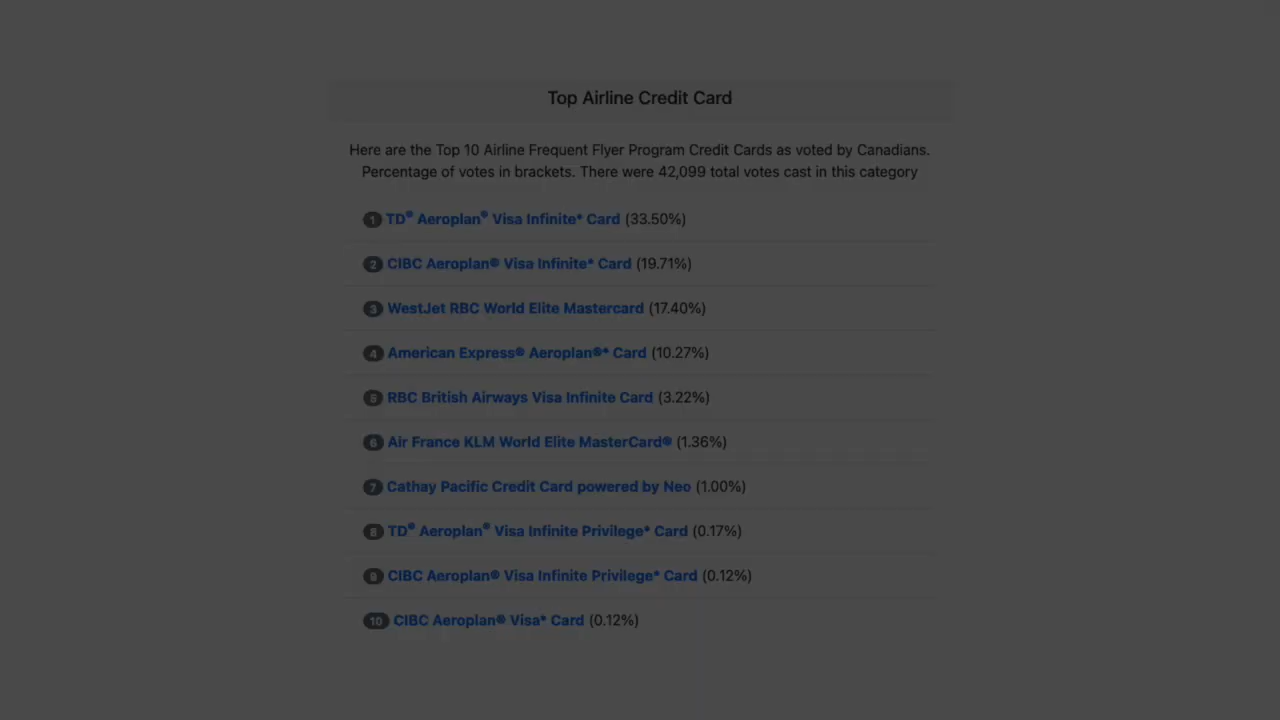 Top Airline Credit Card
Here are the Top 10 Airline Frequent Flyer Program Credit Cards as voted by Canadians.
Percentage of votes in brackets. There were 42,099 total votes cast in this category
1 TD® Aeroplan® Visa Infinite* Card (33.50%)
2 CIBC Aeroplan® Visa Infinite* Card (19.71%)
3 WestJet RBC World Elite Mastercard (17.40%)
4 American Express® Aeroplan®* Card (10.27%)
5 RBC British Airways Visa Infinite Card (3.22%)
6 Air France KLM World Elite MasterCard® (1.36%)
7 Cathay Pacific Credit Card powered by Neo (1.00%)
8 TD® Aeroplan® Visa Infinite Privilege* Card (0.17%)
9 CIBC Aeroplan® Visa Infinite Privilege* Card (0.12%)
10 CIBC Aeroplan® Visa* Card (0.12%)